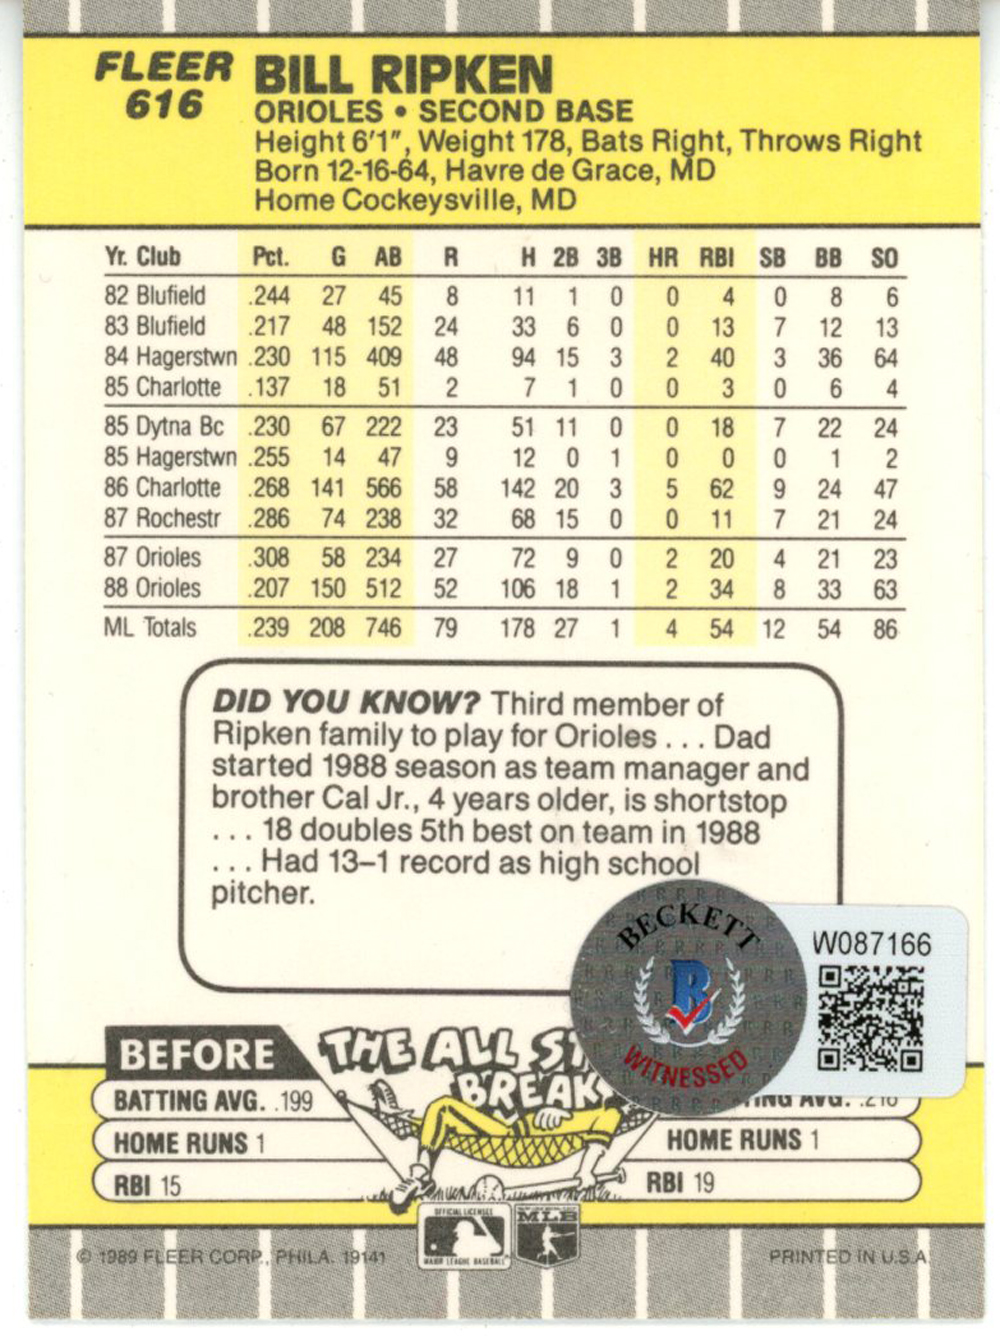 FLEER
616
BILL RIPKEN
ORIOLES • SECOND BASE
Height 6'1", Weight 178, Bats Right, Throws Right
Born 12-16-64, Havre de Grace, MD
Home Cockeysville, MD
Yr. Club Pct. G AB R H 2B 3B HR RBI SB BB SO
82 Blufield .244 27 45 8 11 1 0 0 4 0 8 6
83 Blufield .217 48 152 24 33 6 0 0 13 7 12 13
84 Hagerstwn .230 115 409 48 94 15 3 2 40 3 36 64
85 Charlotte .137 18 51 2 7 1 0 0 3 0 6 4
85 Dytna Bc .230 67 222 23 51 11 0 0 18 7 22 24
85 Hagerstwn .255 14 47 9 12 0 1 0 0 0 1 2
86 Charlotte .268 141 566 58 142 20 3 5 62 9 24 47
87 Rochestr .286 74 238 32 68 15 0 0 11 7 21 24
87 Orioles .308 58 234 27 72 9 0 2 20 4 21 23
88 Orioles .207 150 512 52 106 18 1 2 34 8 33 63
ML Totals .239 208 746 79 178 27 1 4 54 12 54 86
DID YOU KNOW? Third member of
Ripken family to play for Orioles . . . Dad
started 1988 season as team manager and
brother Cal Jr., 4 years older, is shortstop
. . . 18 doubles 5th best on team in 1988
. . . Had 13–1 record as high school
pitcher.
BECKETT
B
WITNESSED
W087166
BEFORE
THE ALL ST
BREAK
BATTING AVG. .199
HOME RUNS 1
RBI 15
TING AVG. .216
HOME RUNS 1
RBI 19
OFFICIAL LICENSEE
MAJOR LEAGUE BASEBALL
MLB
© 1989 FLEER CORP., PHILA. 19141
PRINTED IN U.S.A